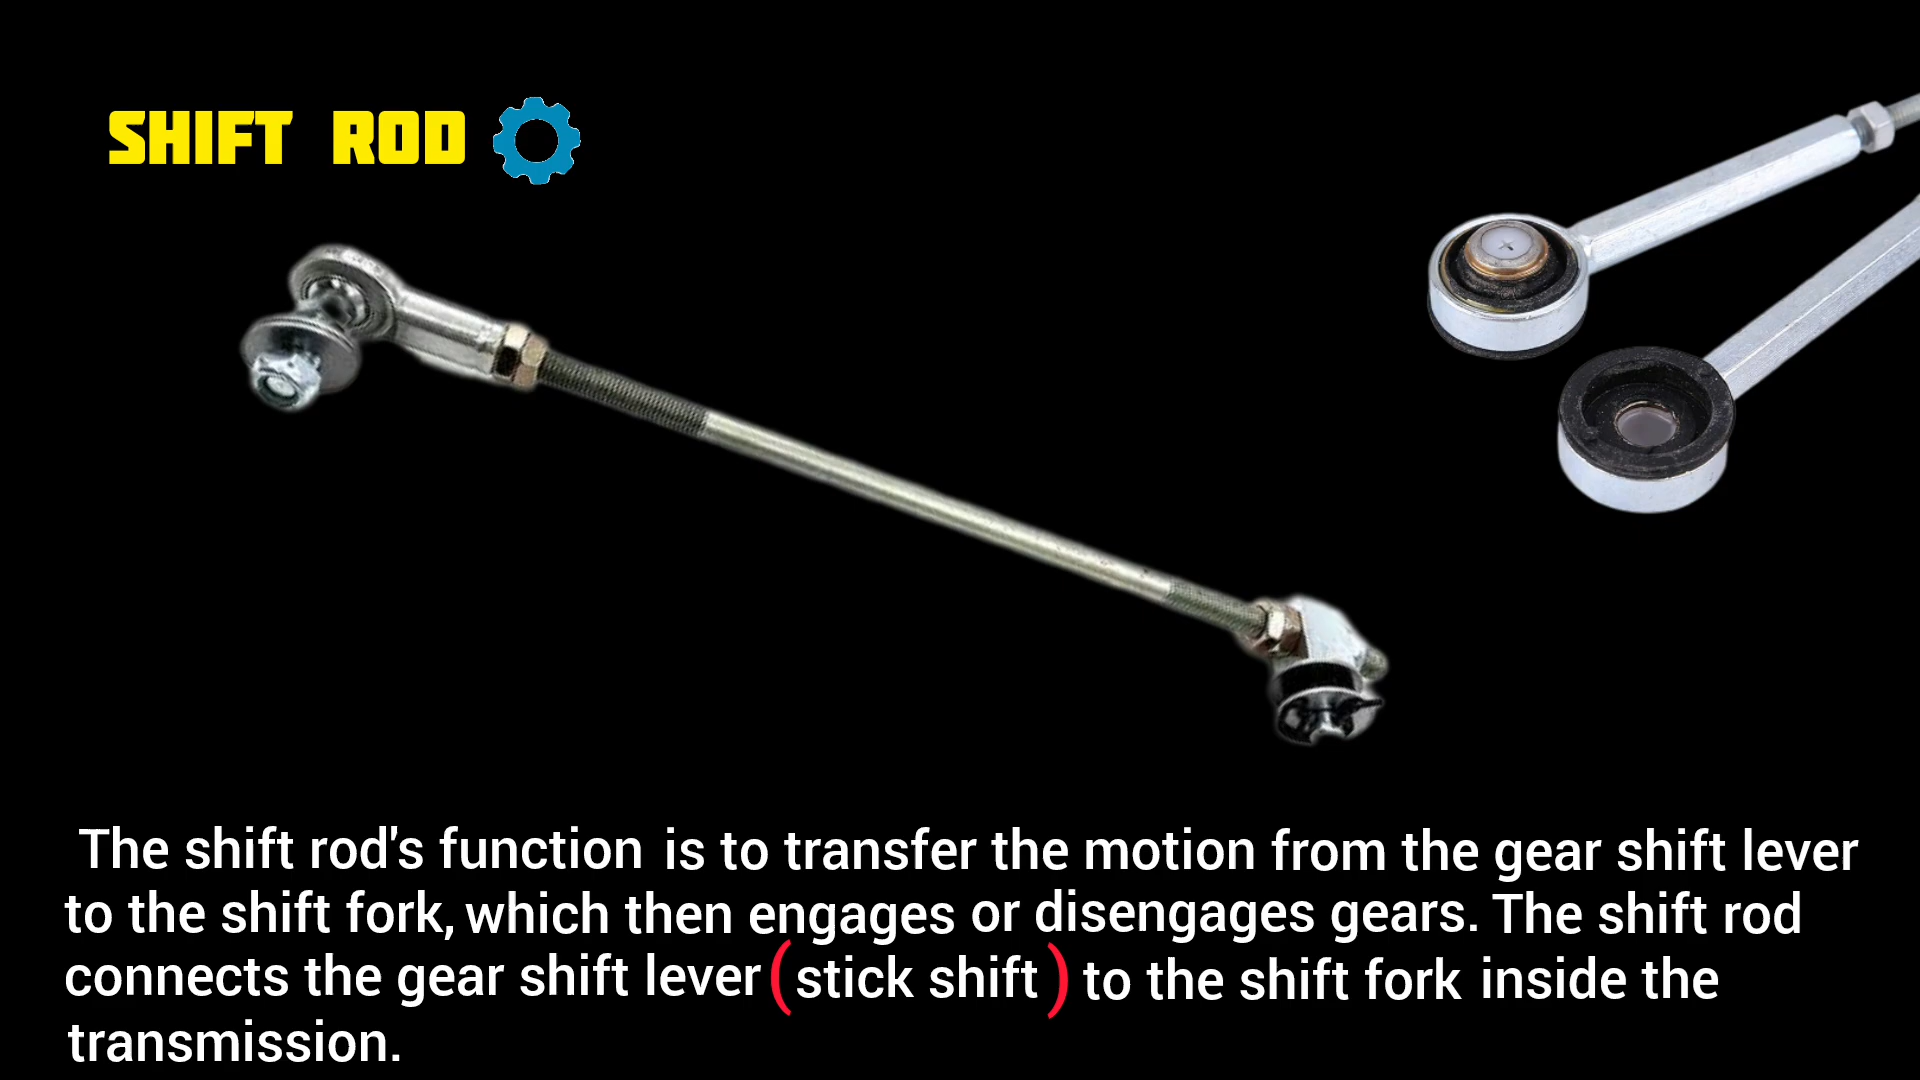 SHIFT ROD
The shift rod's function is to transfer the motion from the gear shift lever
to the shift fork, which then engages or disengages gears. The shift rod
connects the gear shift lever (stick shift) to the shift fork inside the
transmission.